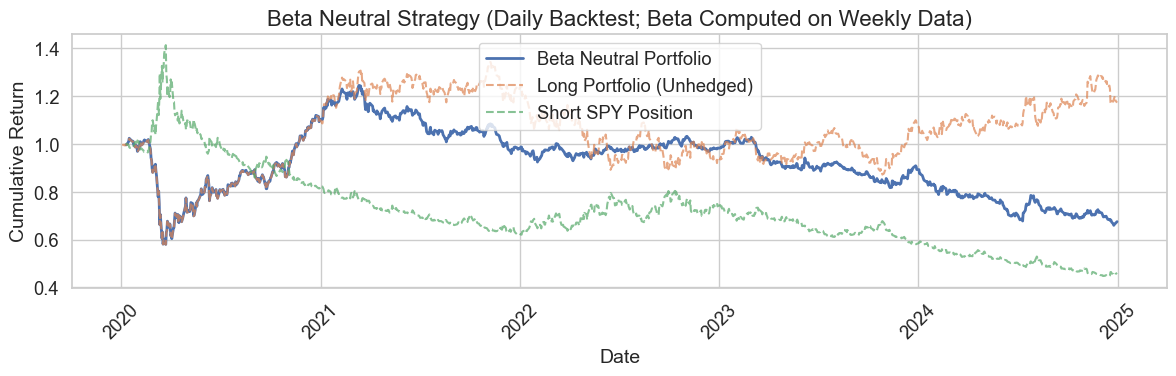 Beta Neutral Strategy (Daily Backtest; Beta Computed on Weekly Data)
Cumulative Return
1.4
1.2
1.0
0.8
0.6
0.4
Beta Neutral Portfolio
Long Portfolio (Unhedged)
Short SPY Position
2020
2021
2022
2023
2024
2025
Date